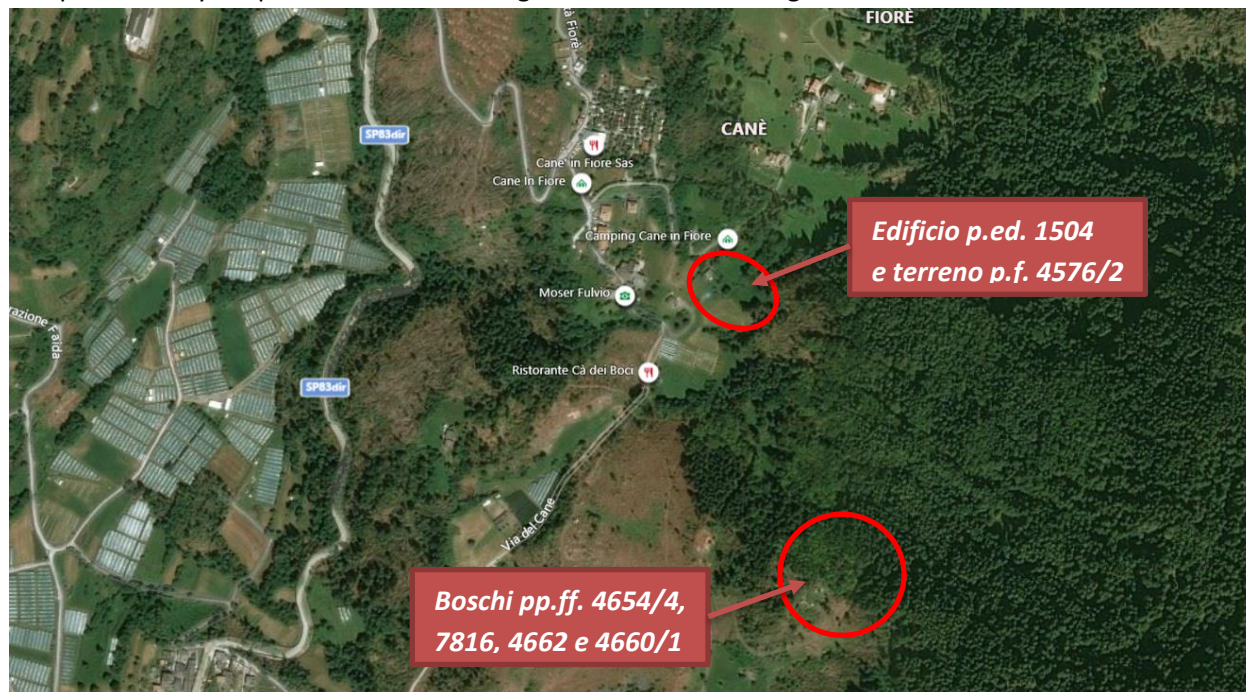 FIORÈ
CANÈ
SP83dir
Cane' in Fiore Sas
Cane In Fiore
Camping Cane in Fiore
Moser Fulvio
Ristorante Cà dei Boci
SP83dir
Via del Cane
Edificio p.ed. 1504
e terreno p.f. 4576/2
Boschi pp.ff. 4654/4,
7816, 4662 e 4660/1